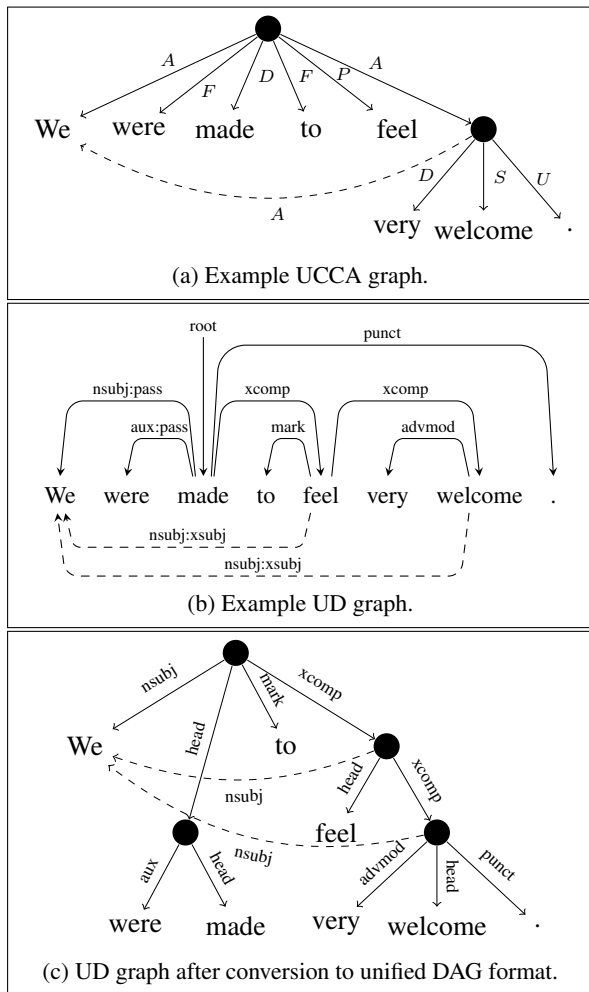 A A
F D F P
We were made to feel
D S U
A
very welcome .
(a) Example UCCA graph.
root
punct
nsubj:pass xcomp xcomp
aux:pass mark advmod
We were made to feel very welcome .
nsubj:xsubj
nsubj:xsubj
(b) Example UD graph.
nsubj head mark xcomp
We to
nsubj head xcomp
feel
nsubj
aux head advmod head punct
were made very welcome .
(c) UD graph after conversion to unified DAG format.